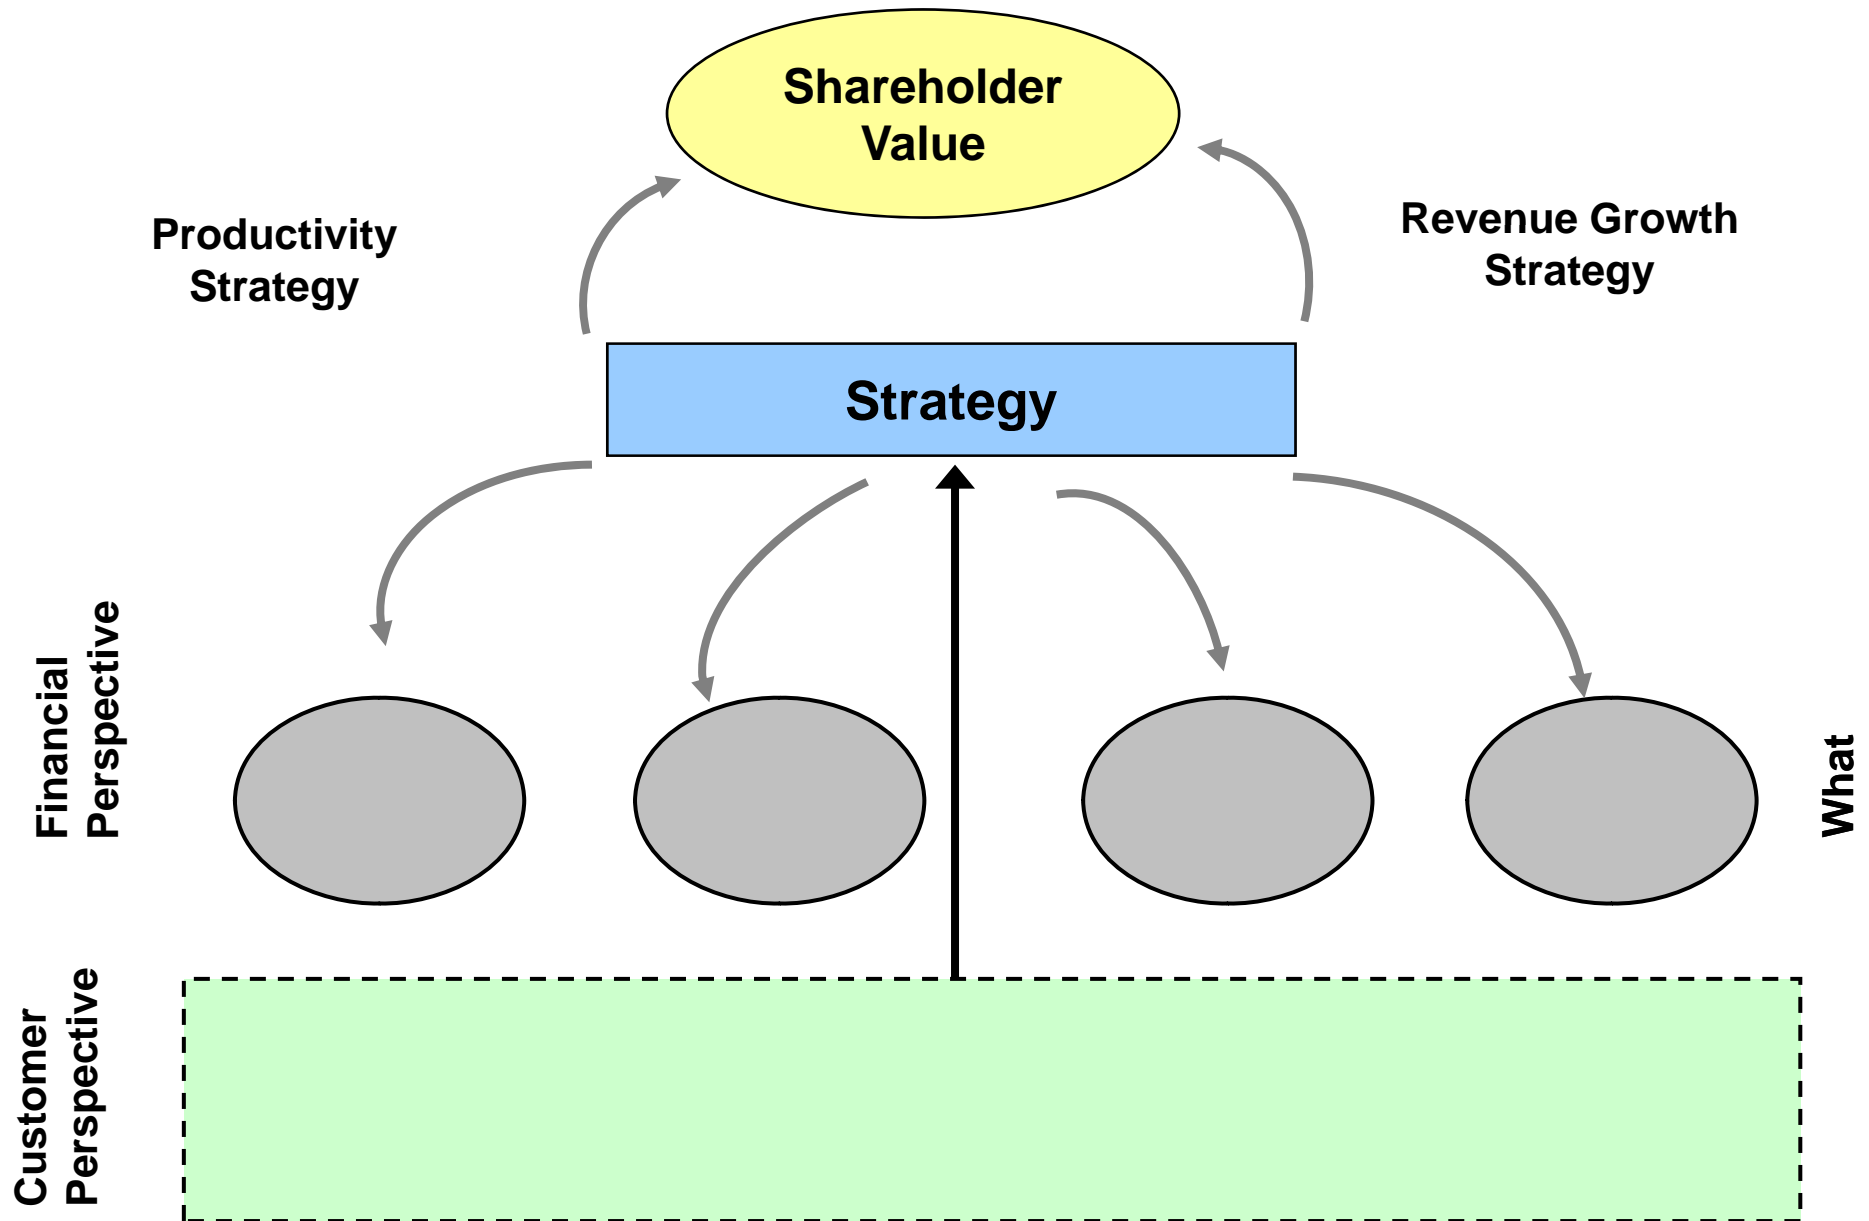 Shareholder
Value
Productivity
Strategy
Revenue Growth
Strategy
Strategy
Financial
Perspective
What
Customer
Perspective